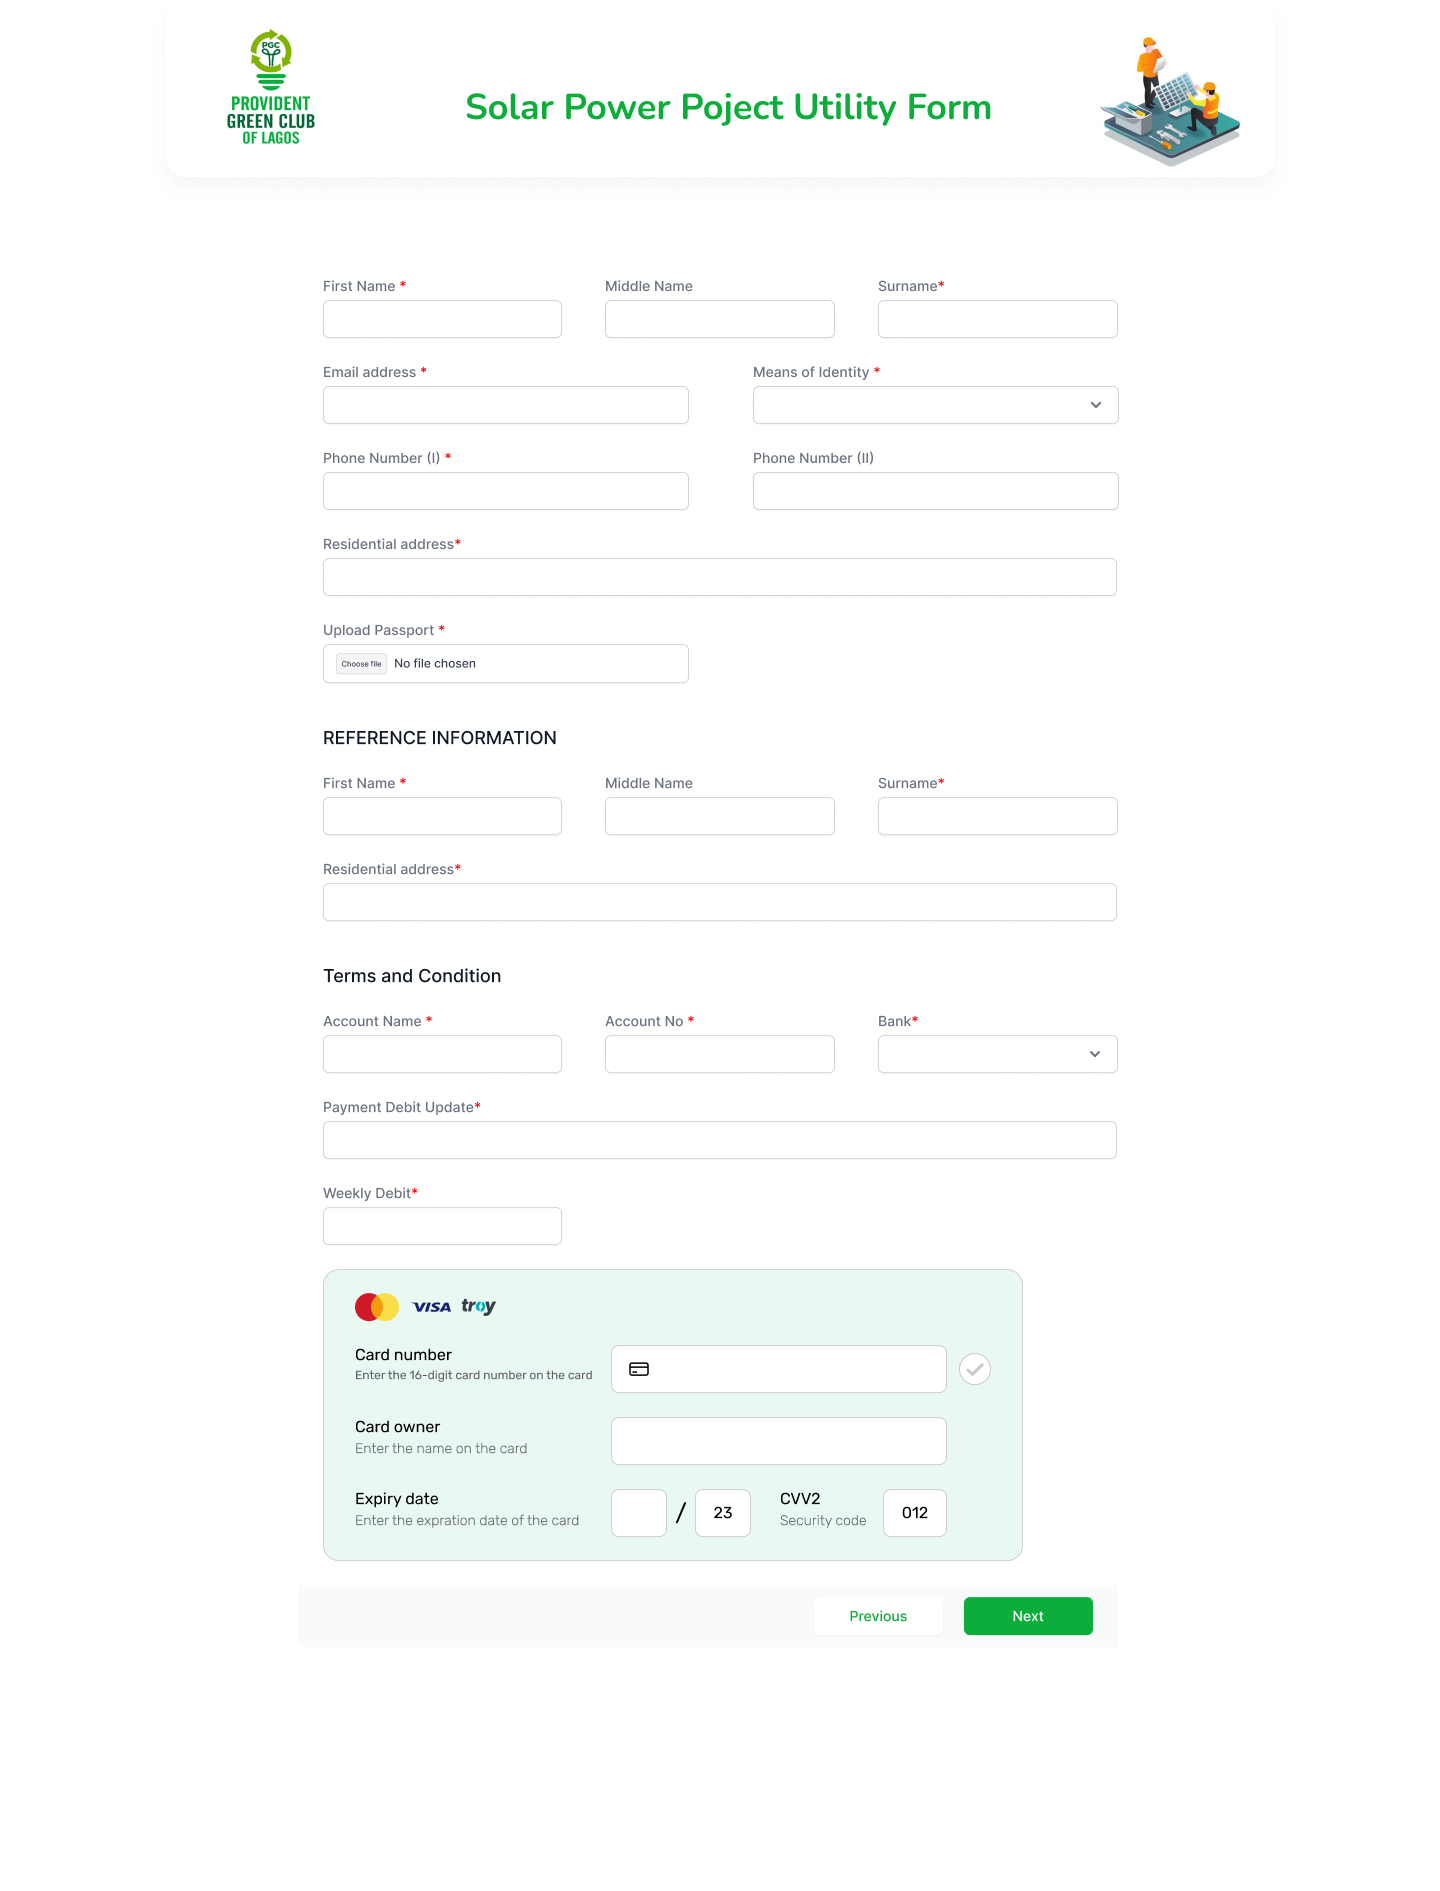 PGC
PROVIDENT
GREEN CLUB
OF LAGOS
Solar Power Poject Utility Form
First Name *
Middle Name
Surname*
Email address *
Means of Identity *
Phone Number (I) *
Phone Number (II)
Residential address*
Upload Passport *
Choose file No file chosen
REFERENCE INFORMATION
First Name *
Middle Name
Surname*
Residential address*
Terms and Condition
Account Name *
Account No *
Bank*
Payment Debit Update*
Weekly Debit*
VISA troy
Card number
Enter the 16-digit card number on the card
Card owner
Enter the name on the card
Expiry date
Enter the expration date of the card
/ 23
CVV2
Security code
012
Previous
Next